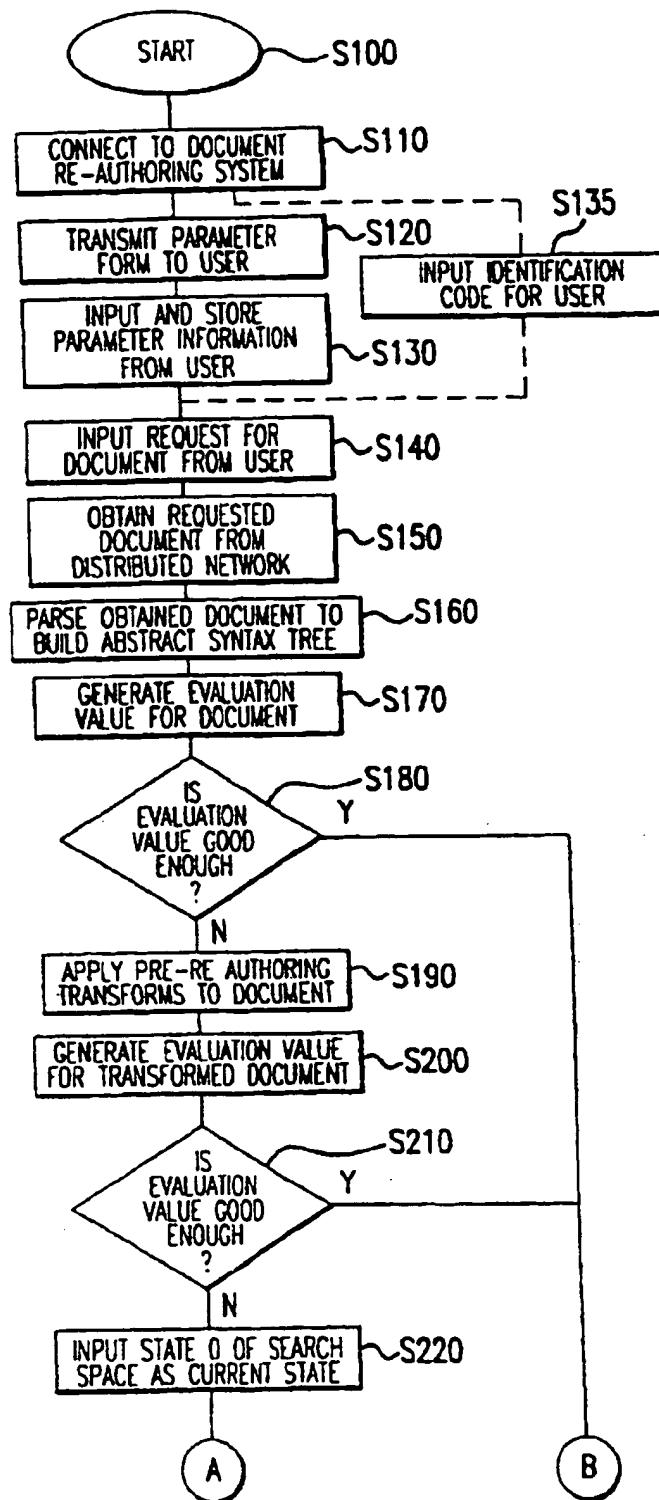 START
S100
CONNECT TO DOCUMENT
RE-AUTHORING SYSTEM
S110
TRANSMIT PARAMETER
FORM TO USER
S120
S135
INPUT IDENTIFICATION
CODE FOR USER
INPUT AND STORE
PARAMETER INFORMATION
FROM USER
S130
INPUT REQUEST FOR
DOCUMENT FROM USER
S140
OBTAIN REQUESTED
DOCUMENT FROM
DISTRIBUTED NETWORK
S150
PARSE OBTAINED DOCUMENT TO
BUILD ABSTRACT SYNTAX TREE
S160
GENERATE EVALUATION
VALUE FOR DOCUMENT
S170
IS
EVALUATION
VALUE GOOD
ENOUGH
?
S180
Y
N
APPLY PRE-RE AUTHORING
TRANSFORMS TO DOCUMENT
S190
GENERATE EVALUATION VALUE
FOR TRANSFORMED DOCUMENT
S200
IS
EVALUATION
VALUE GOOD
ENOUGH
?
S210
Y
N
INPUT STATE 0 OF SEARCH
SPACE AS CURRENT STATE
S220
A
B